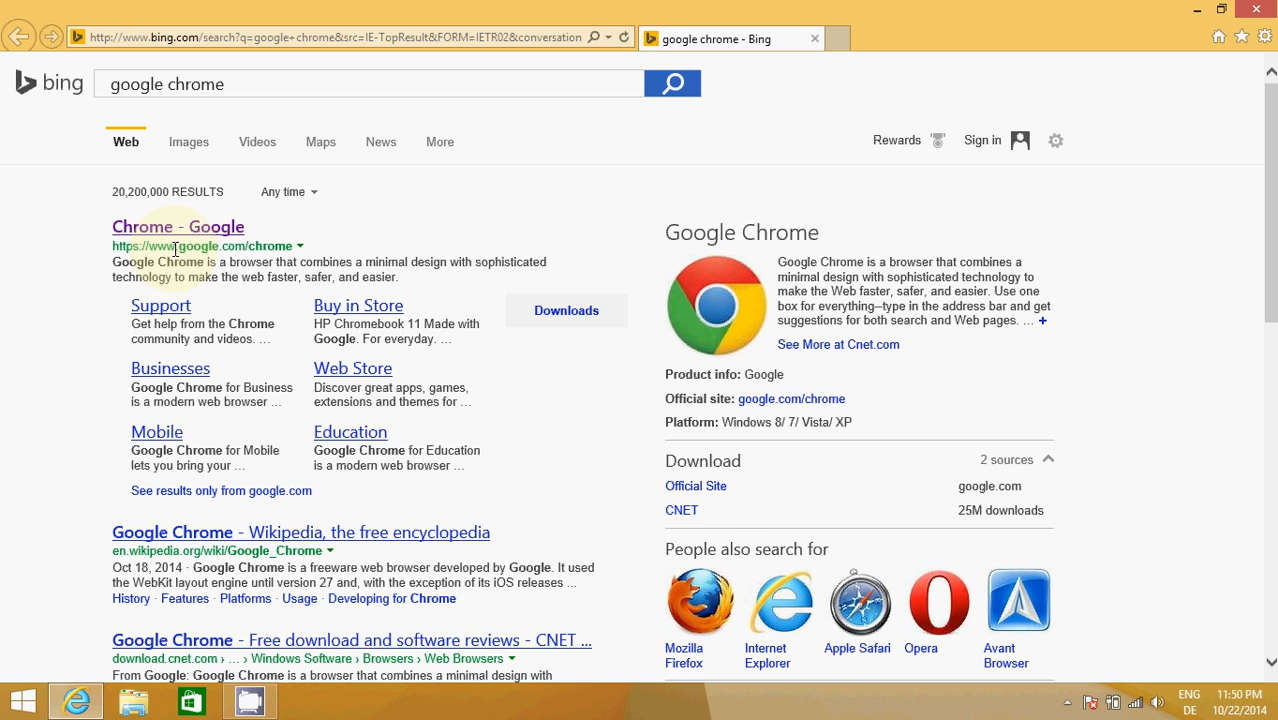 http://www.bing.com/search?q=google+chrome&src=IE-TopResult&FORM=IETR02&conversation
google chrome - Bing
bing
google chrome
Web Images Videos Maps News More
Rewards Sign in
20,200,000 RESULTS Any time
Chrome - Google
https://www.google.com/chrome
Google Chrome is a browser that combines a minimal design with sophisticated
technology to make the web faster, safer, and easier.
Support
Get help from the Chrome
community and videos. ...
Buy in Store
HP Chromebook 11 Made with
Google. For everyday. ...
Downloads
Businesses
Google Chrome for Business
is a modern web browser ...
Web Store
Discover great apps, games,
extensions and themes for ...
Mobile
Google Chrome for Mobile
lets you bring your ...
Education
Google Chrome for Education
is a modern web browser ...
See results only from google.com
Google Chrome - Wikipedia, the free encyclopedia
en.wikipedia.org/wiki/Google_Chrome
Oct 18, 2014 · Google Chrome is a freeware web browser developed by Google. It used
the WebKit layout engine until version 27 and, with the exception of its iOS releases ...
History · Features · Platforms · Usage · Developing for Chrome
Google Chrome - Free download and software reviews - CNET ...
download.cnet.com › ... › Windows Software › Browsers › Web Browsers
From Google: Google Chrome is a browser that combines a minimal design with
Google Chrome
Google Chrome is a browser that combines a
minimal design with sophisticated technology to
make the Web faster, safer, and easier. Use one
box for everything--type in the address bar and get
suggestions for both search and Web pages. ... +
See More at Cnet.com
Product info: Google
Official site: google.com/chrome
Platform: Windows 8/ 7/ Vista/ XP
Download 2 sources
Official Site google.com
CNET 25M downloads
People also search for
Mozilla
Firefox
Internet
Explorer
Apple Safari
Opera
Avant
Browser
ENG
DE
11:50 PM
10/22/2014